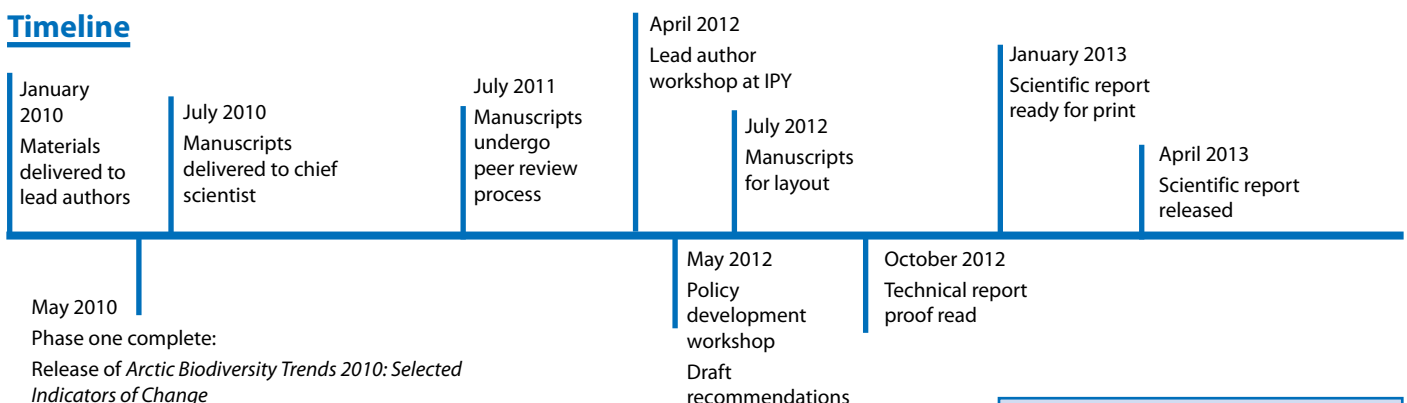 Timeline
January
2010
Materials
delivered to
lead authors
May 2010
Phase one complete:
Release of Arctic Biodiversity Trends 2010: Selected
Indicators of Change
July 2010
Manuscripts
delivered to chief
scientist
July 2011
Manuscripts
undergo
peer review
process
April 2012
Lead author
workshop at IPY
May 2012
Policy
development
workshop
Draft
recommendations
July 2012
Manuscripts
for layout
October 2012
Technical report
proof read
January 2013
Scientific report
ready for print
April 2013
Scientific report
released